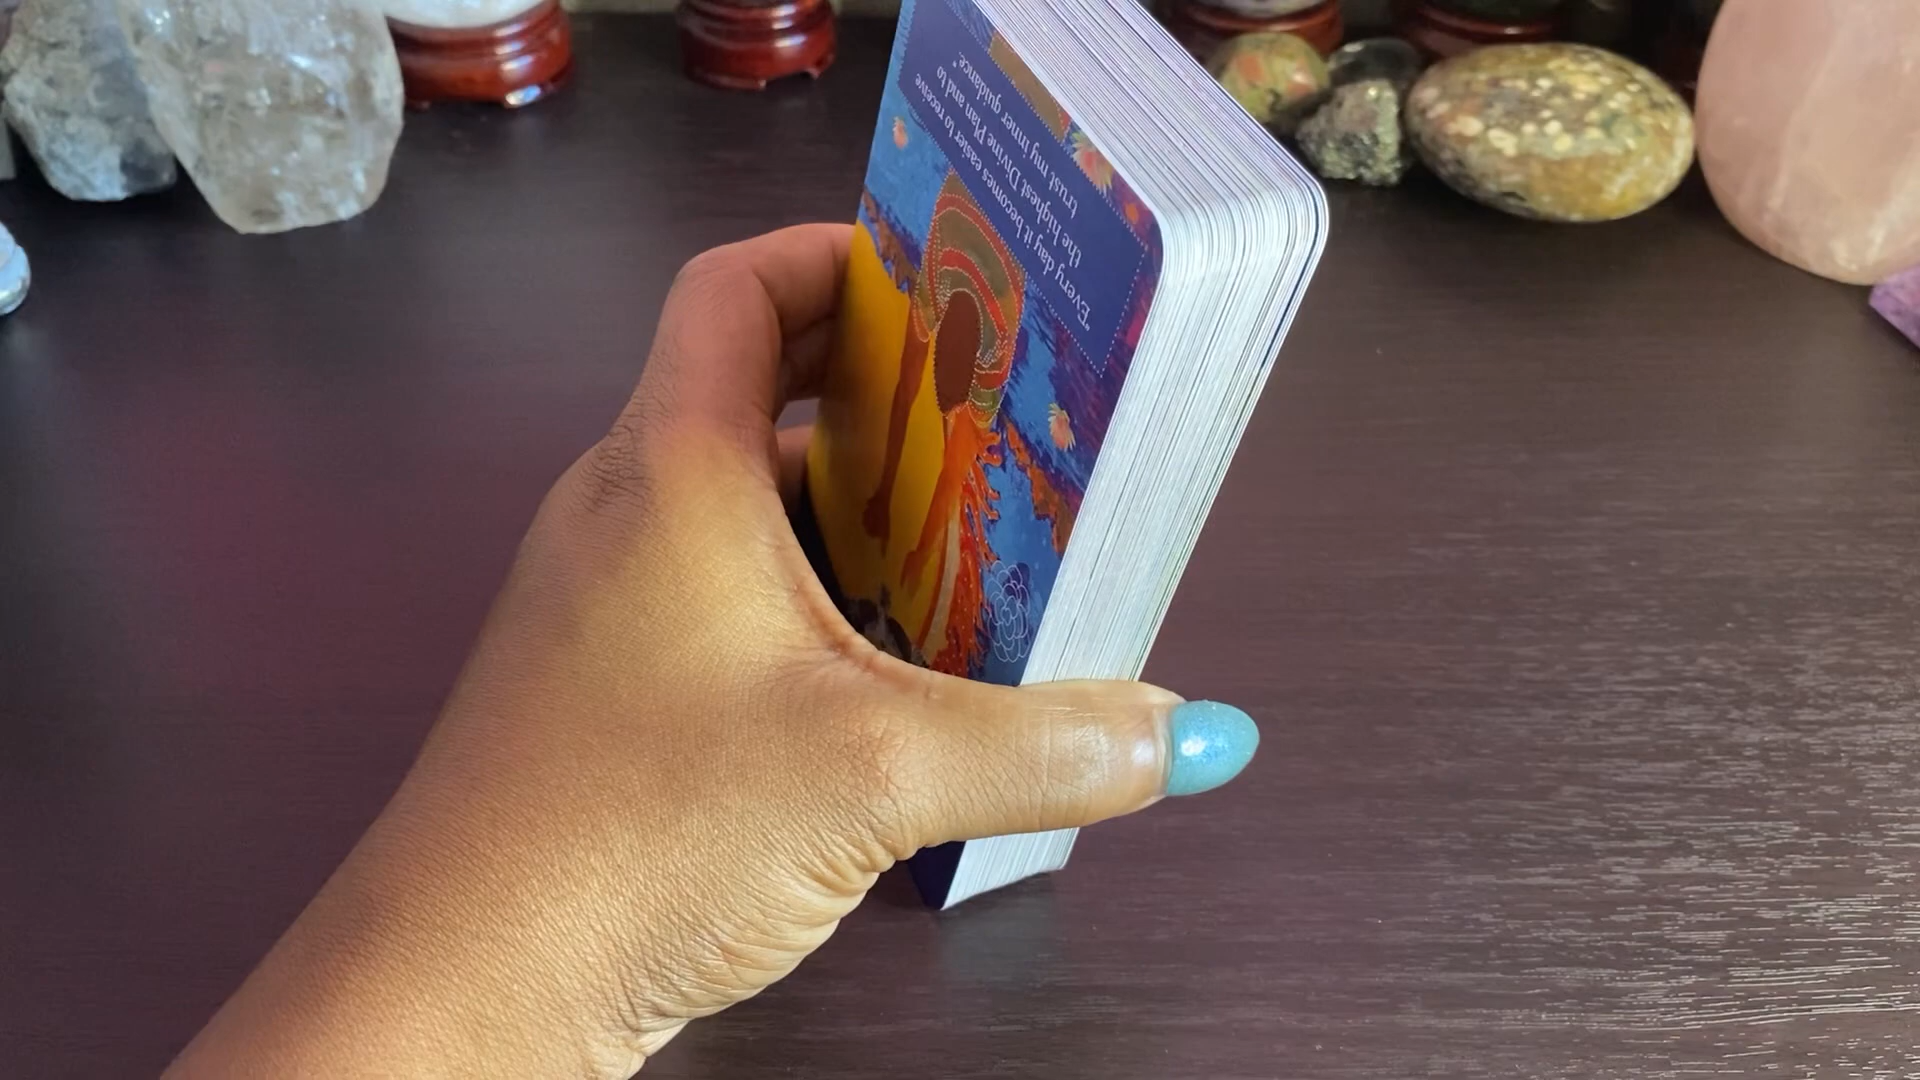 "Every day it becomes easier to receive
the highest Divine Plan and to
trust my inner guidance"